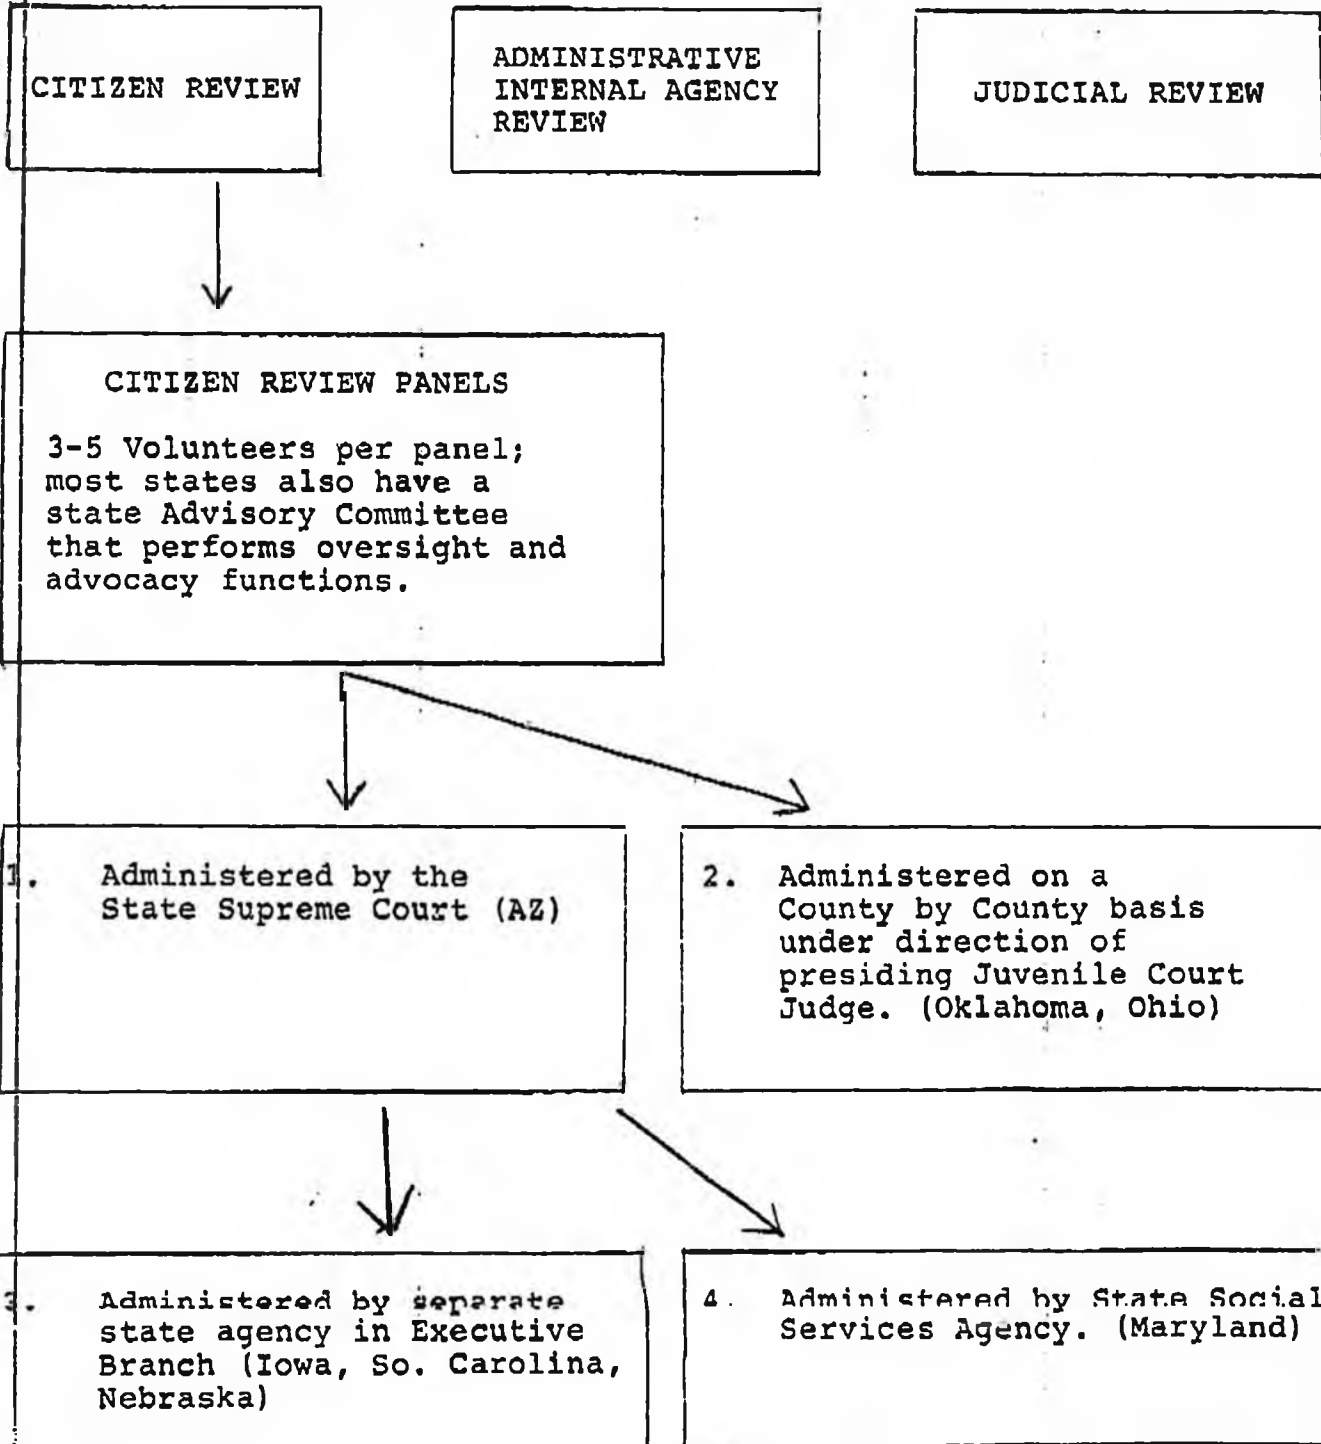 CITIZEN REVIEW
ADMINISTRATIVE
INTERNAL AGENCY
REVIEW
JUDICIAL REVIEW
CITIZEN REVIEW PANELS
3-5 Volunteers per panel;
most states also have a
state Advisory Committee
that performs oversight and
advocacy functions.
1. Administered by the
State Supreme Court (AZ)
2. Administered on a
County by County basis
under direction of
presiding Juvenile Court
Judge. (Oklahoma, Ohio)
3. Administered by separate
state agency in Executive
Branch (Iowa, So. Carolina,
Nebraska)
4. Administered by State Social
Services Agency. (Maryland)